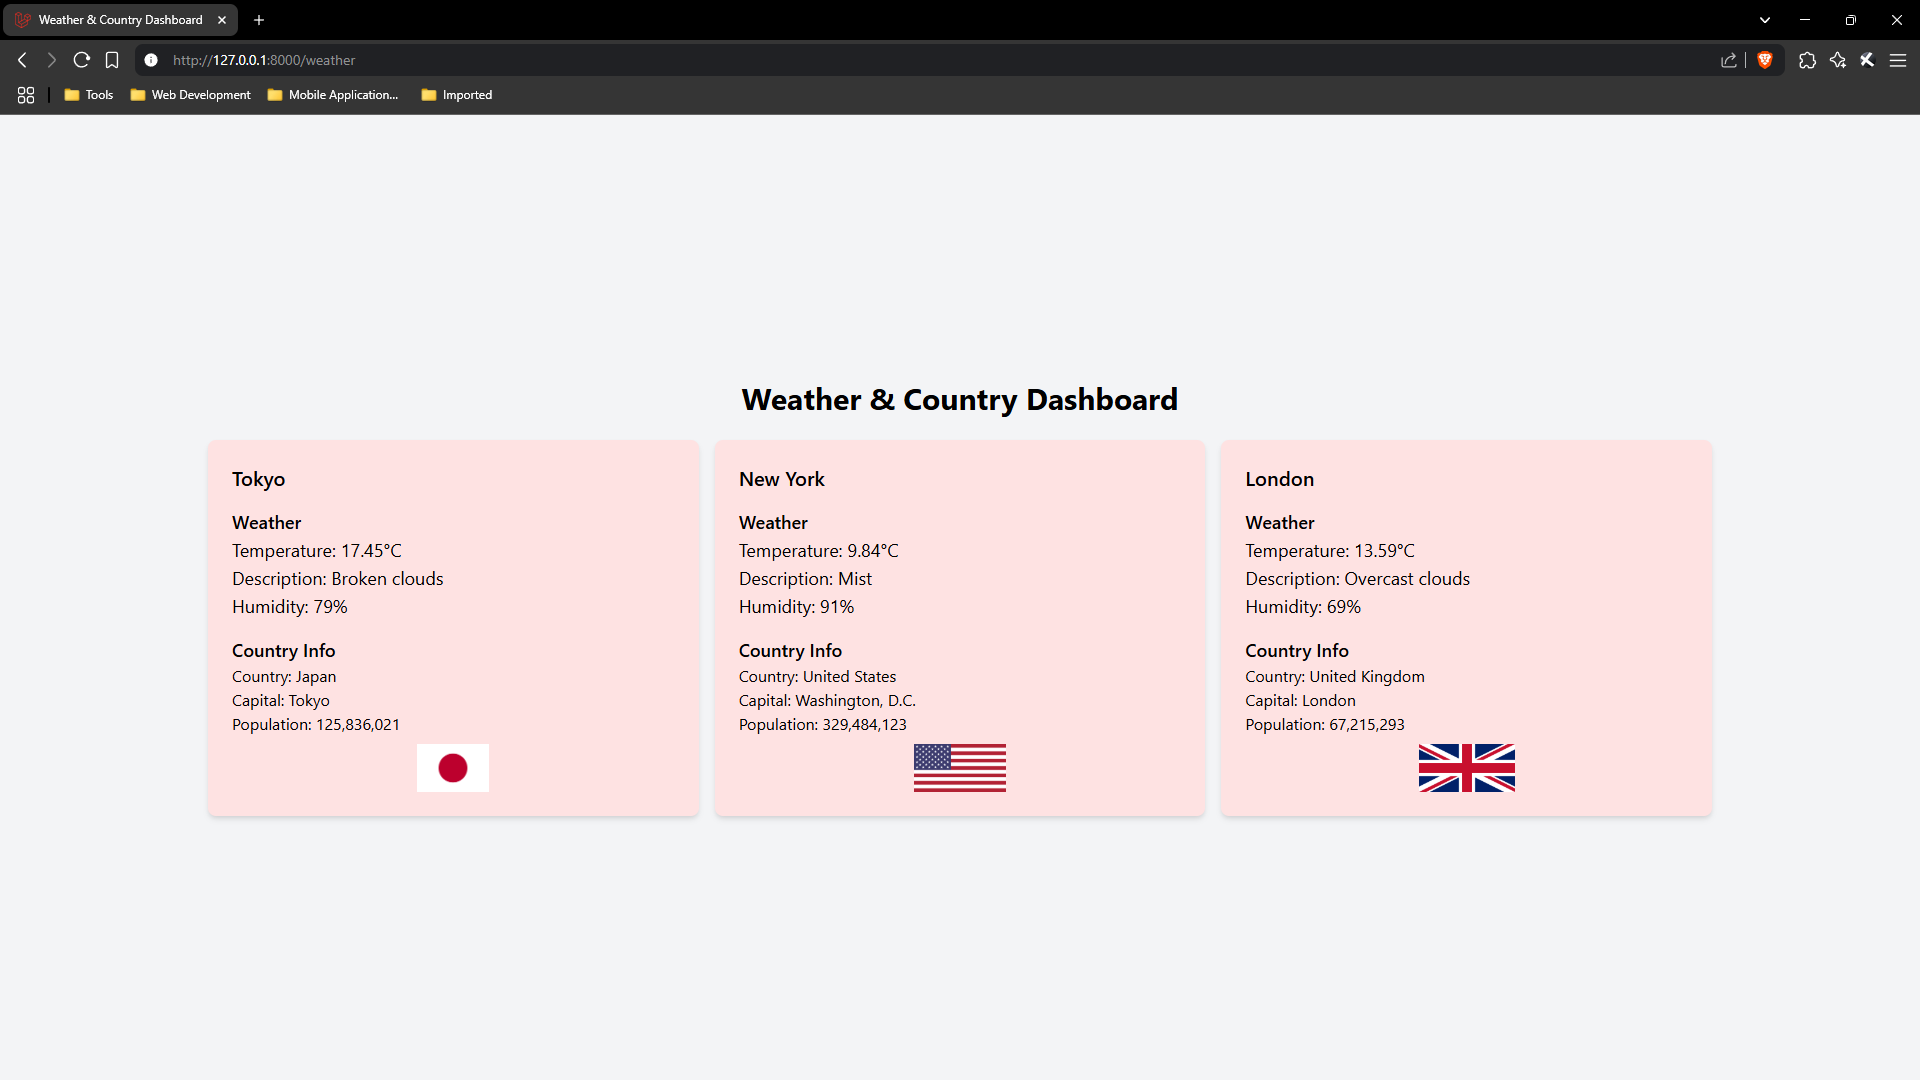 Weather & Country Dashboard
http://127.0.0.1:8000/weather
Tools Web Development Mobile Application... Imported
Weather & Country Dashboard
Tokyo
Weather
Temperature: 17.45°C
Description: Broken clouds
Humidity: 79%
Country Info
Country: Japan
Capital: Tokyo
Population: 125,836,021
New York
Weather
Temperature: 9.84°C
Description: Mist
Humidity: 91%
Country Info
Country: United States
Capital: Washington, D.C.
Population: 329,484,123
London
Weather
Temperature: 13.59°C
Description: Overcast clouds
Humidity: 69%
Country Info
Country: United Kingdom
Capital: London
Population: 67,215,293